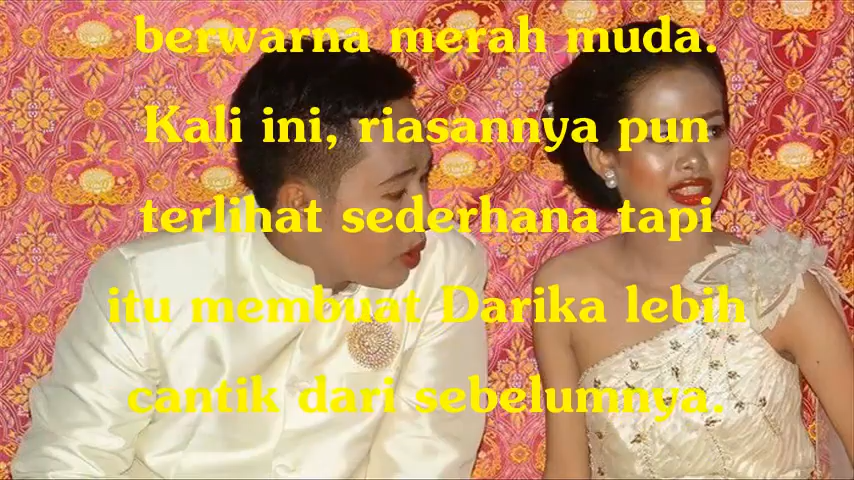 berwarna merah muda.
Kali ini, riasannya pun
terlihat sederhana tapi
itu membuat Darika lebih
cantik dari sebelumnya.